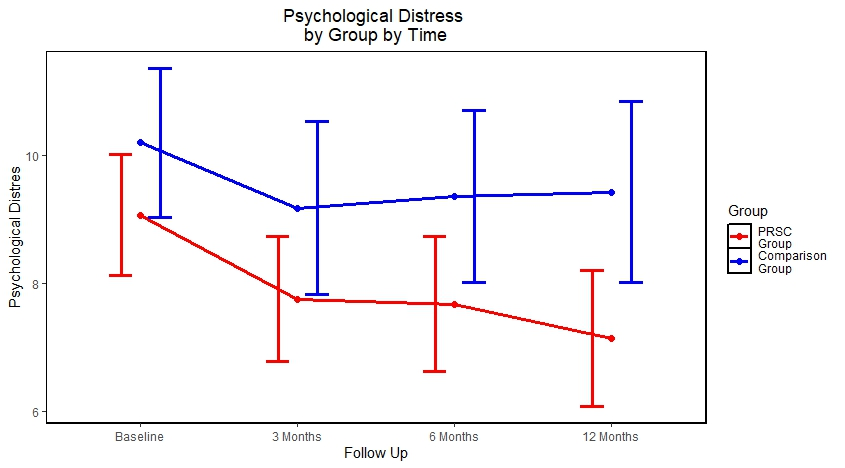 Psychological Distress
by Group by Time
Psychological Distres
10
8
6
Baseline
3 Months
6 Months
12 Months
Follow Up
Group
PRSC
Group
Comparison
Group